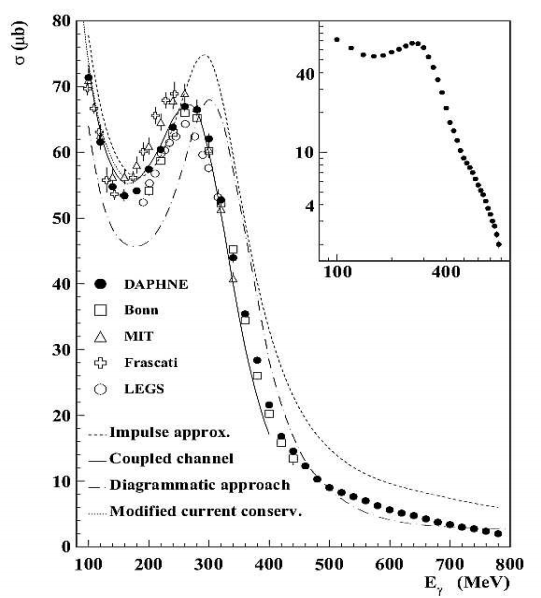 σ (μb)
80
70
60
50
40
30
20
10
0
DAPHNE
Bonn
MIT
Frascati
LEGS
Impulse approx.
Coupled channel
Diagrammatic approach
Modified current conserv.
100 200 300 400 500 600 700 800
Eγ (MeV)
40
10
4
100 400